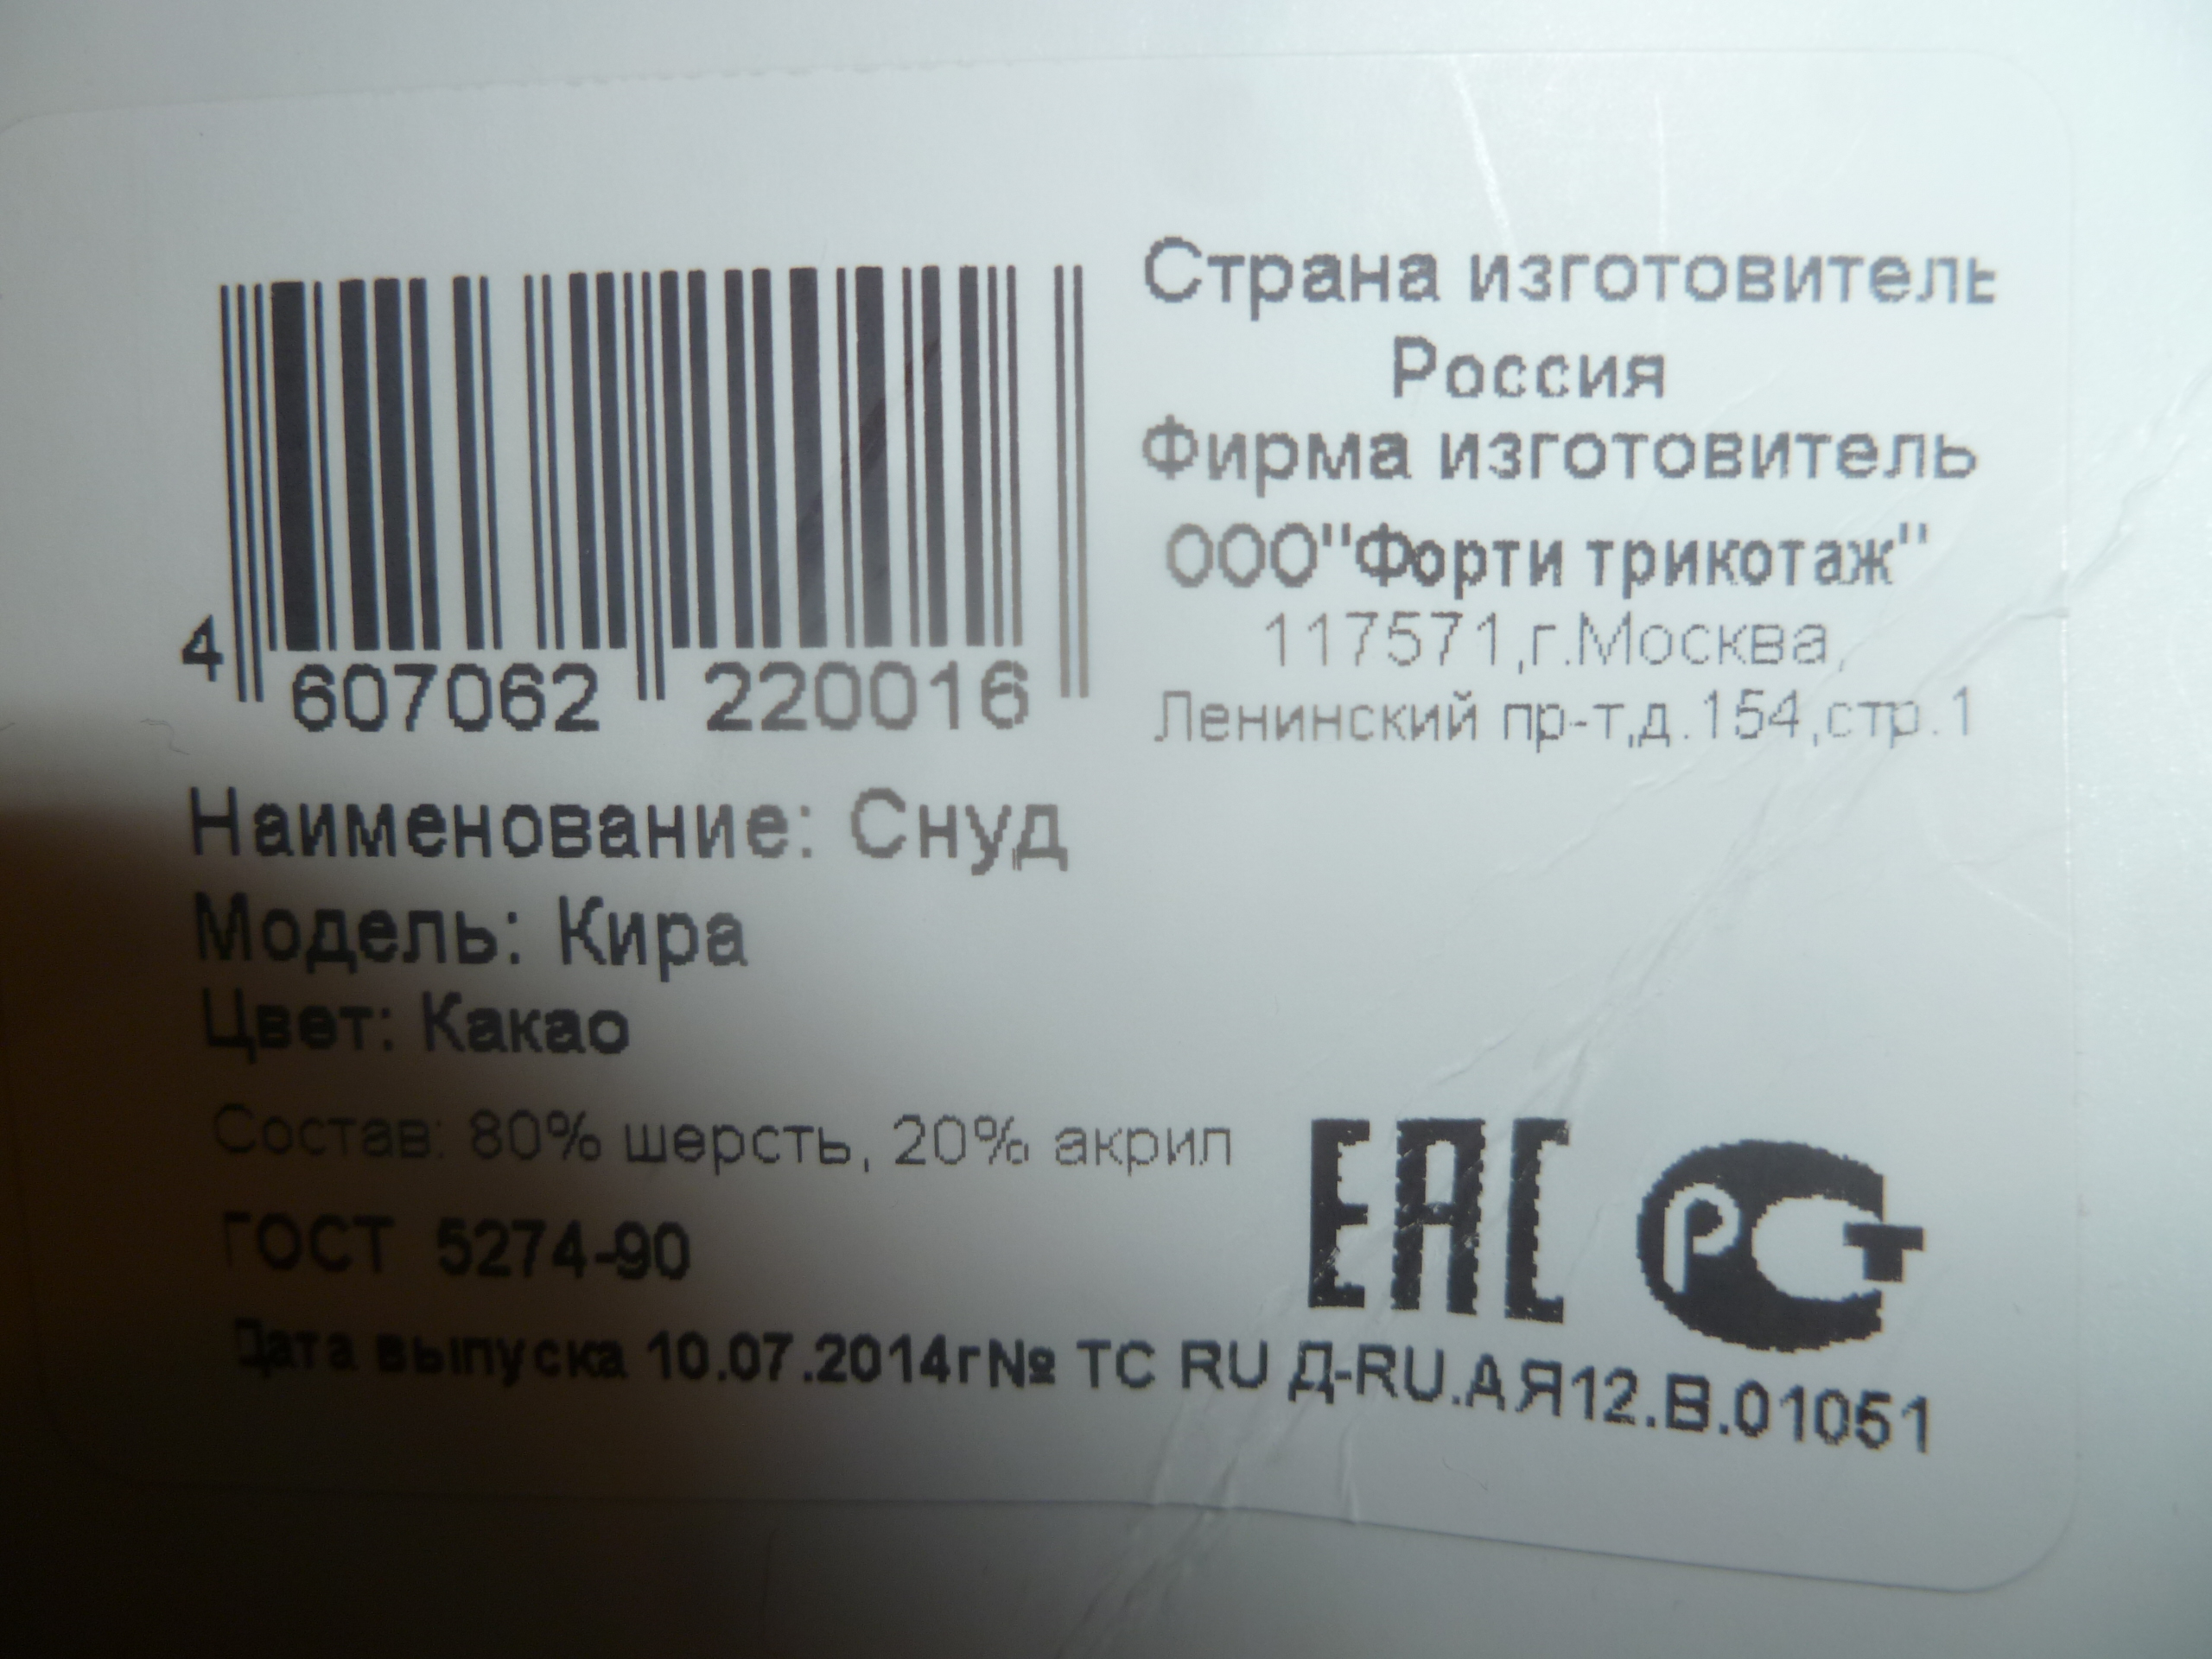 Страна изготовитель
Россия
Фирма изготовитель
ООО"Форти трикотаж"
117571,г.Москва,
Ленинский пр-т,д.154,стр.1
4 607062 220016
Наименование: Снуд
Модель: Кира
Цвет: Какао
Состав: 80% шерсть, 20% акрил
ГОСТ 5274-90
ЕАС РСТ
Дата выпуска 10.07.2014г№ ТС RU Д-RU.АЯ12.В.01051